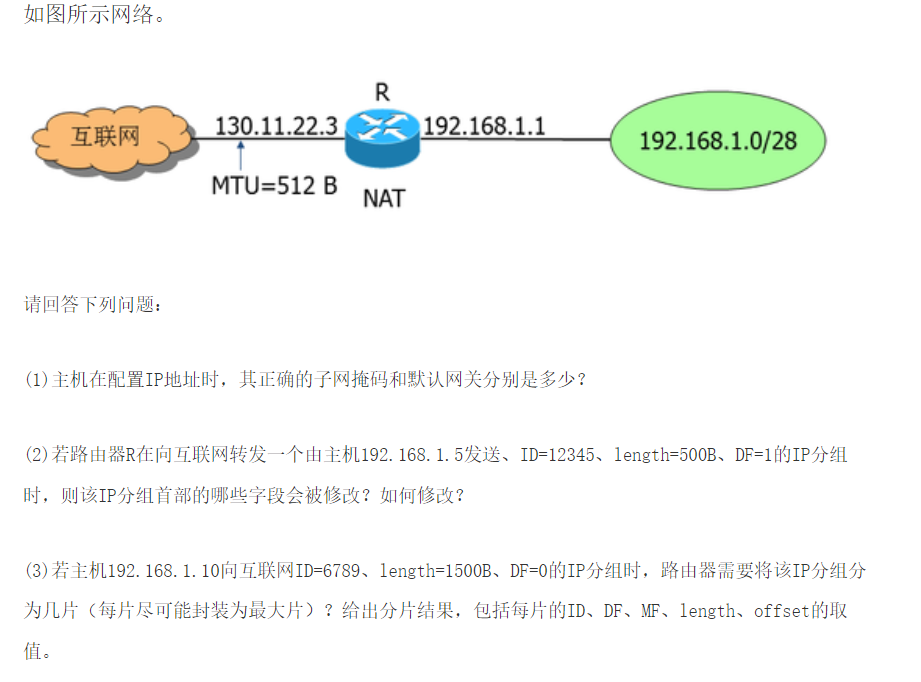 如图所示网络。
R
互联网
130.11.22.3
192.168.1.1
192.168.1.0/28
MTU=512 B
NAT
请回答下列问题:
(1)主机在配置IP地址时，其正确的子网掩码和默认网关分别是多少？
(2)若路由器R在向互联网转发一个由主机192.168.1.5发送、ID=12345、length=500B、DF=1的IP分组
时，则该IP分组首部的哪些字段会被修改？如何修改？
(3)若主机192.168.1.10向互联网ID=6789、length=1500B、DF=0的IP分组时，路由器需要将该IP分组分
为几片（每片尽可能封装为最大片）？给出分片结果，包括每片的ID、DF、MF、length、offset的取
值。